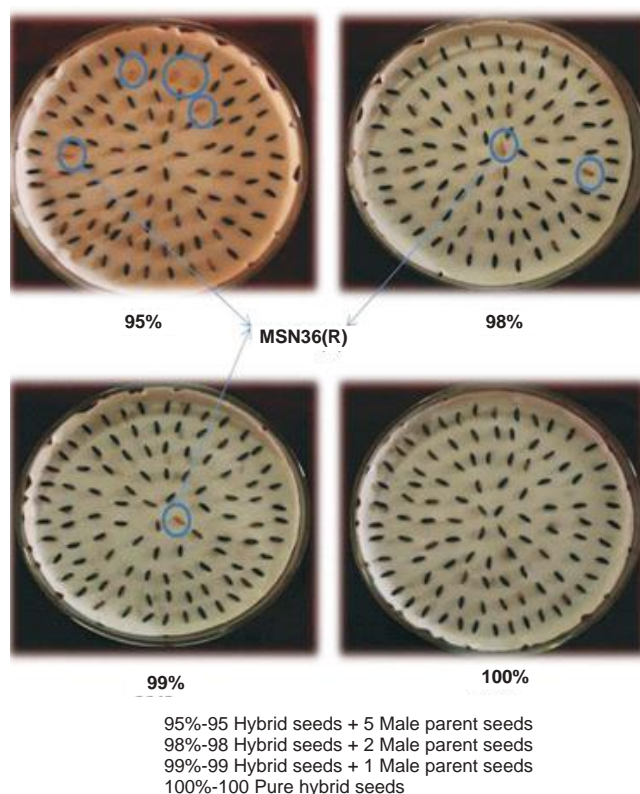 95%
98%
MSN36(R)
99%
100%
95%-95 Hybrid seeds + 5 Male parent seeds
98%-98 Hybrid seeds + 2 Male parent seeds
99%-99 Hybrid seeds + 1 Male parent seeds
100%-100 Pure hybrid seeds